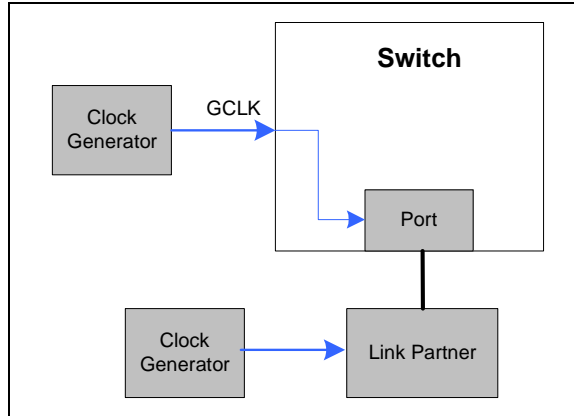 Switch
Clock
Generator
GCLK
Port
Clock
Generator
Link Partner